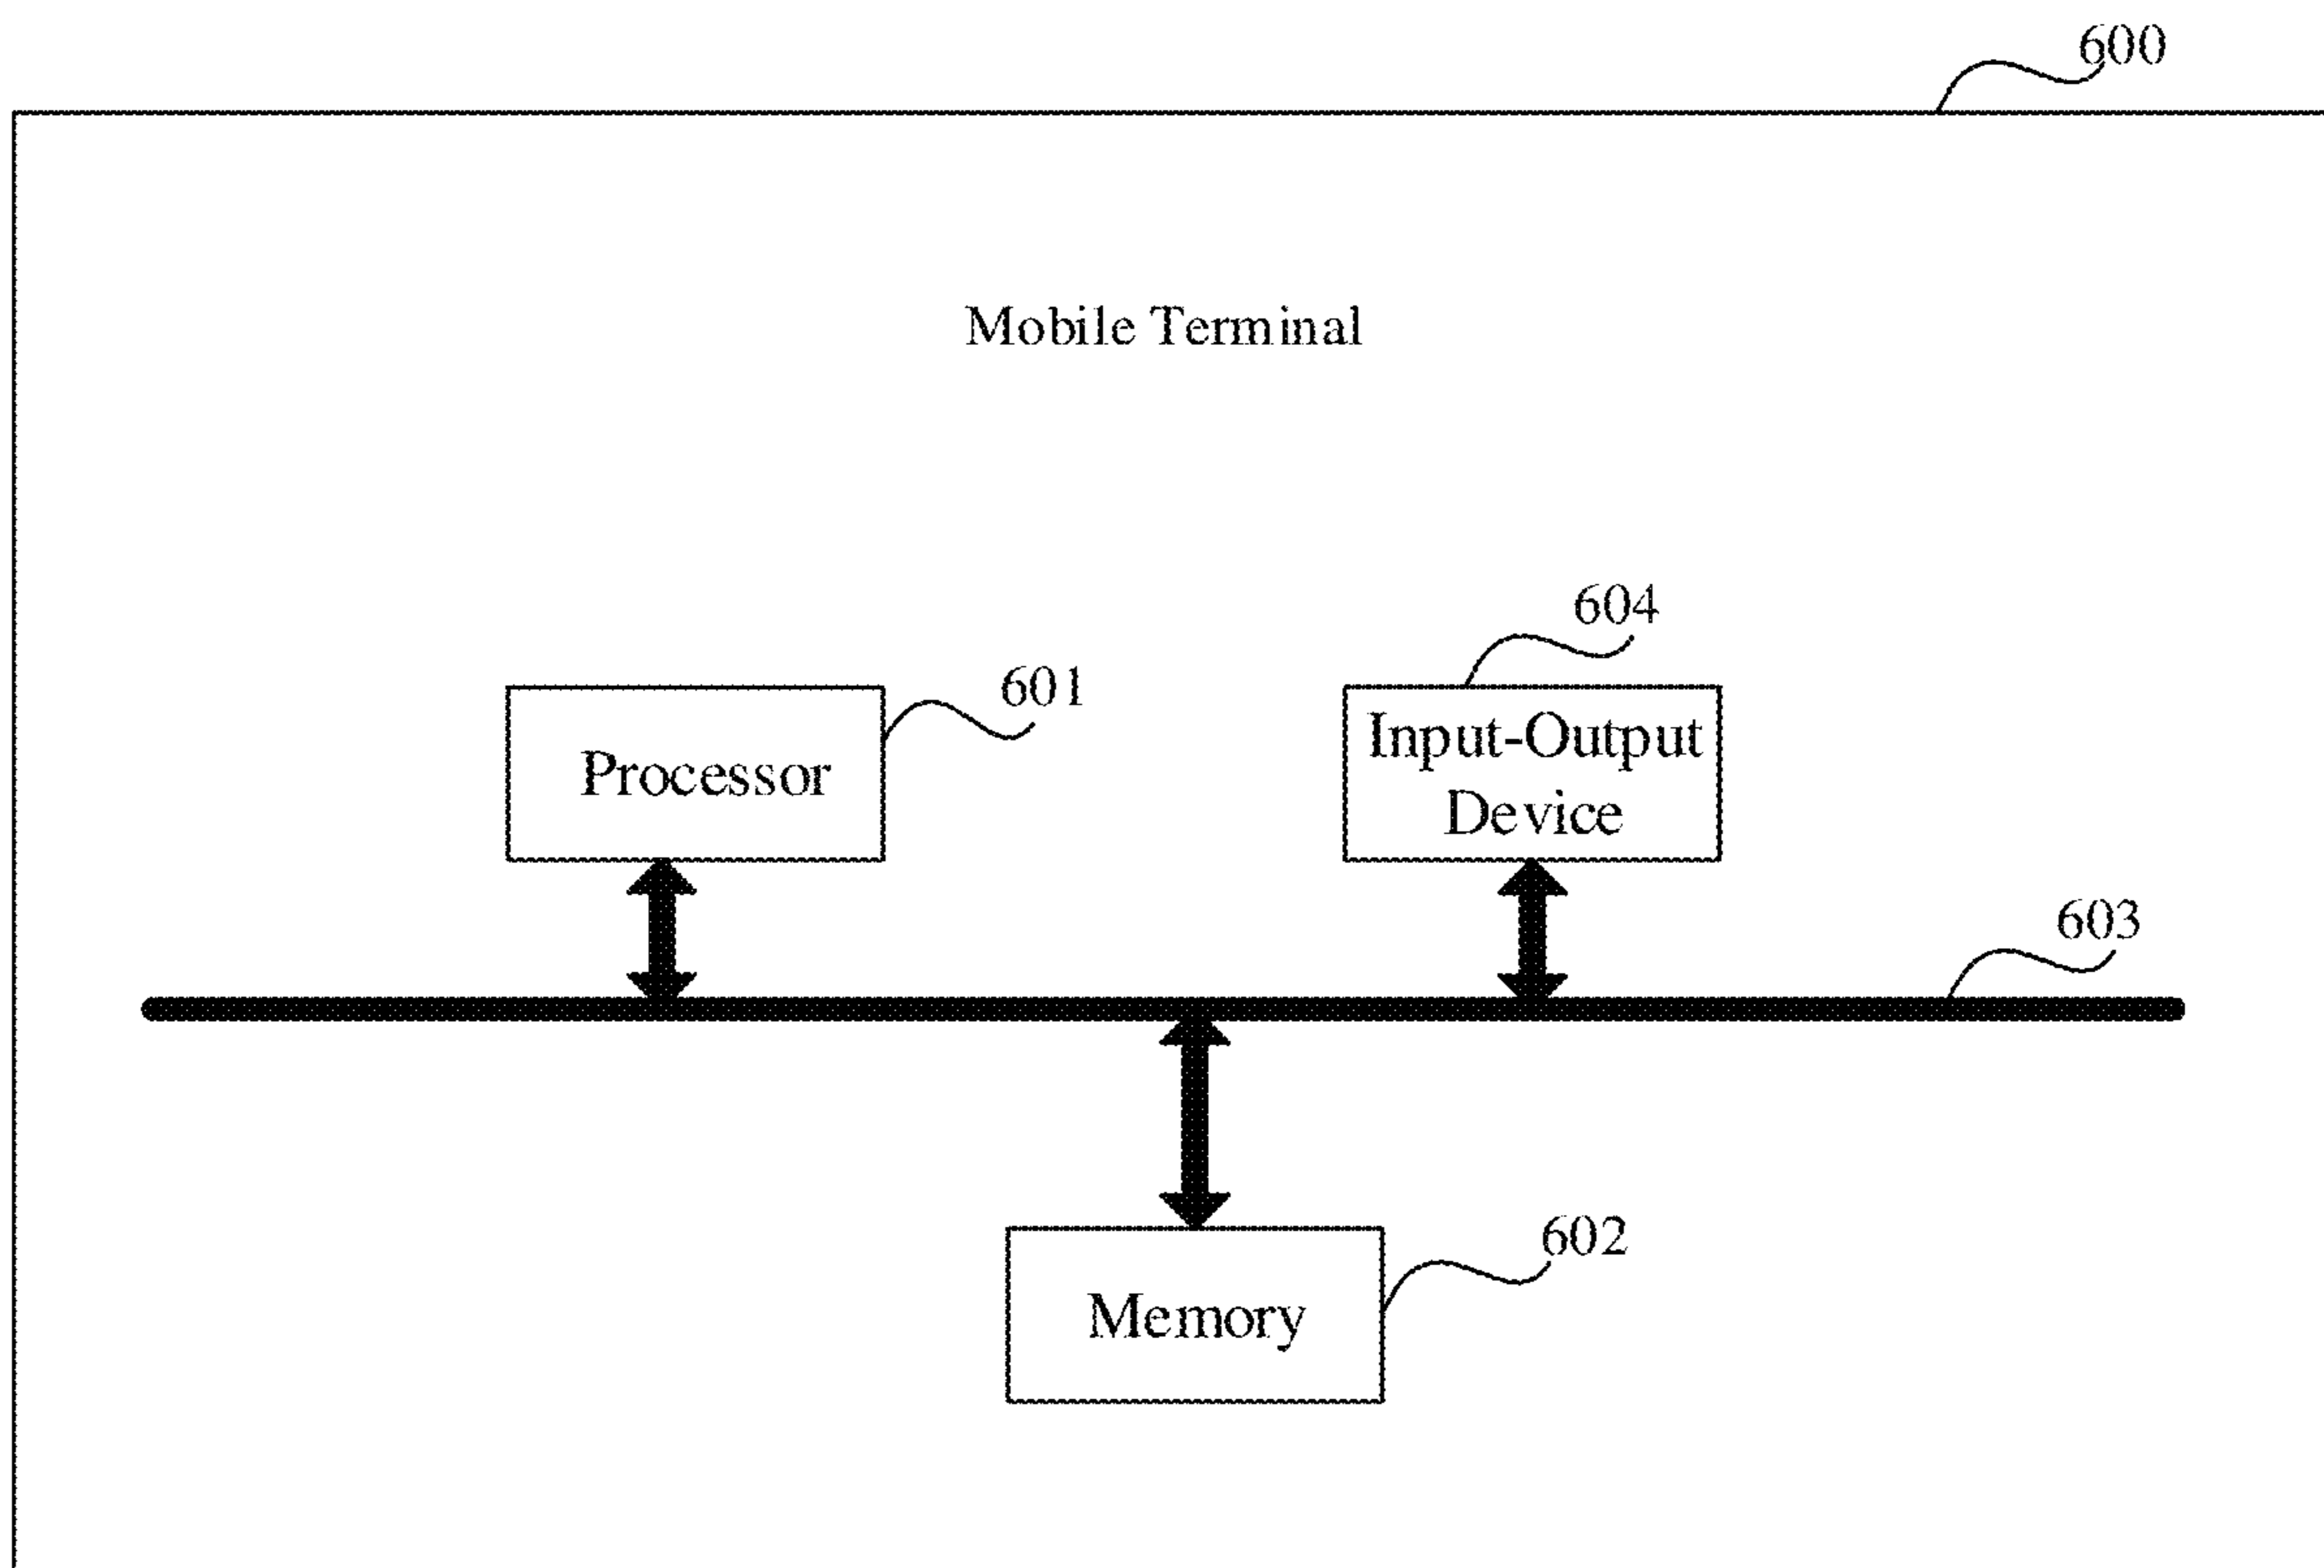 600
Mobile Terminal
604
601
Processor
Input-Output
Device
603
602
Memory